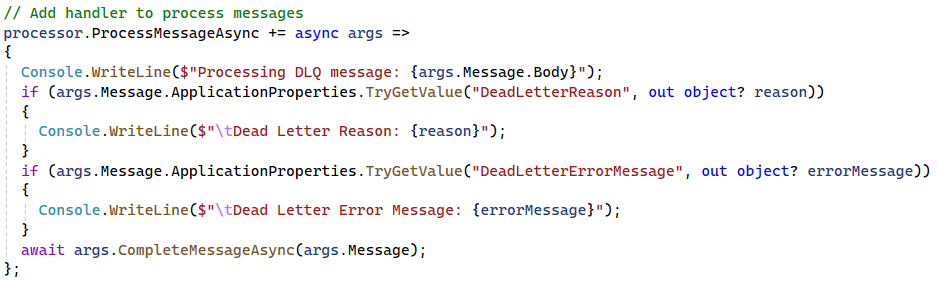 // Add handler to process messages
processor.ProcessMessageAsync += async args =>
{
  Console.WriteLine($"Processing DLQ message: {args.Message.Body}");
  if (args.Message.ApplicationProperties.TryGetValue("DeadLetterReason", out object? reason))
  {
    Console.WriteLine($"\tDead Letter Reason: {reason}");
  }
  if (args.Message.ApplicationProperties.TryGetValue("DeadLetterErrorMessage", out object? errorMessage))
  {
    Console.WriteLine($"\tDead Letter Error Message: {errorMessage}");
  }
  await args.CompleteMessageAsync(args.Message);
};